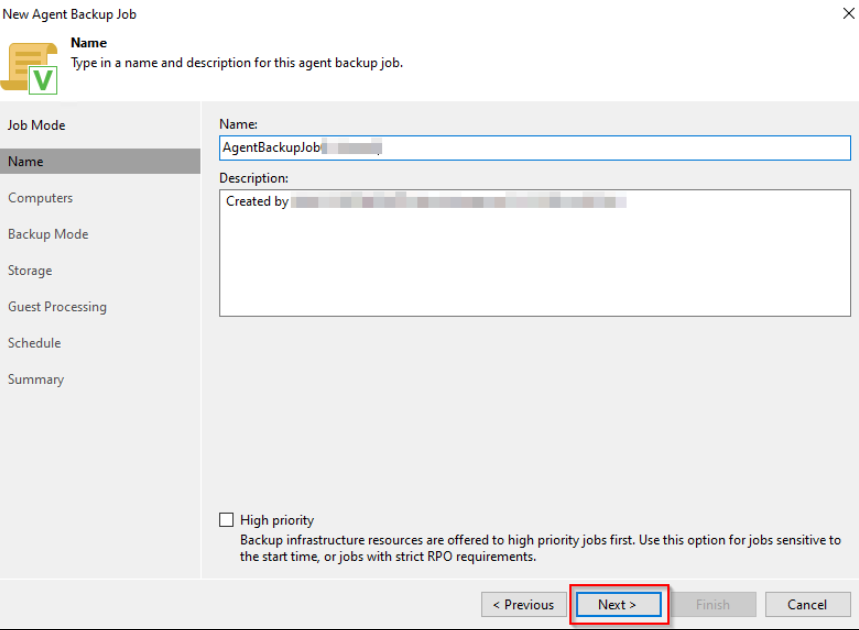 New Agent Backup Job
Name
Type in a name and description for this agent backup job.
V
Job Mode
Name
Computers
Backup Mode
Storage
Guest Processing
Schedule
Summary
Name:
AgentBackupJob
Description:
Created by
High priority
Backup infrastructure resources are offered to high priority jobs first. Use this option for jobs sensitive to
the start time, or jobs with strict RPO requirements.
< Previous
Next >
Finish
Cancel